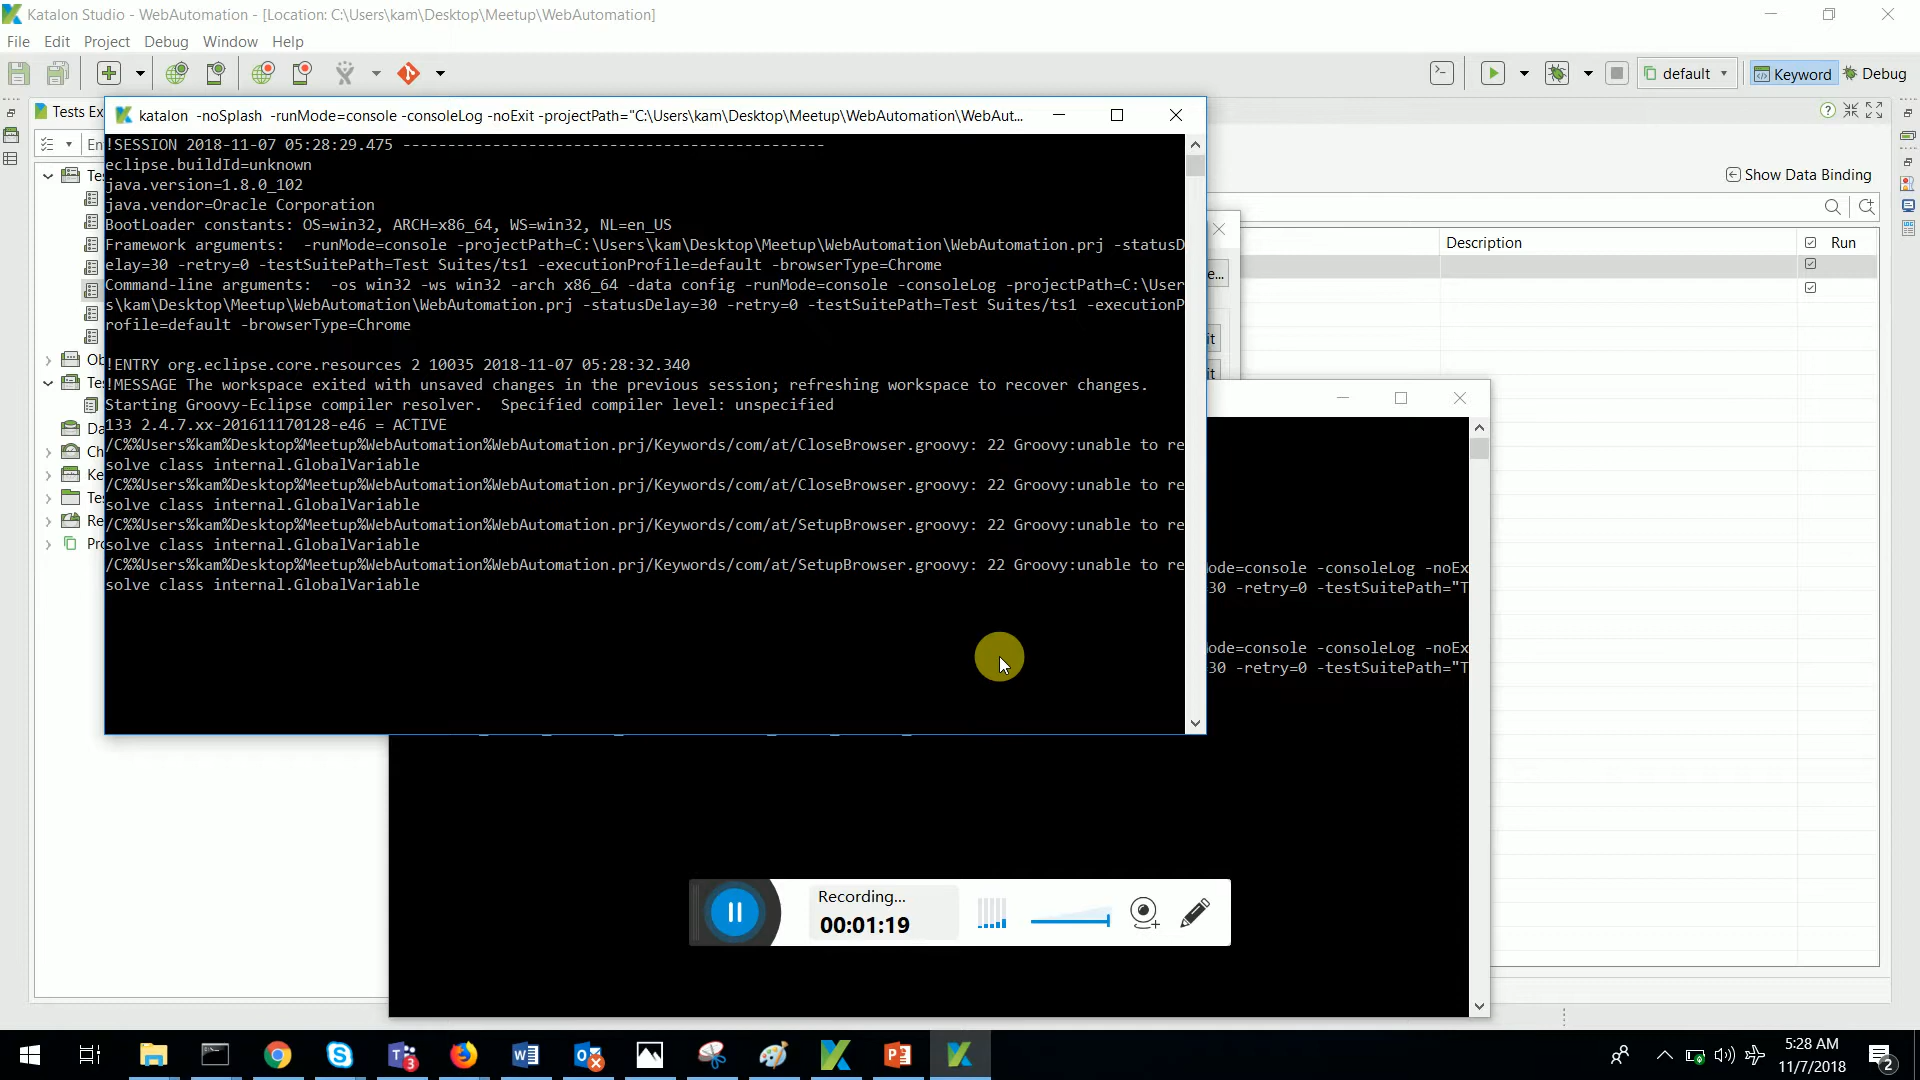 Katalon Studio - WebAutomation - [Location: C:\Users\kam\Desktop\Meetup\WebAutomation]
File Edit Project Debug Window Help
default
Keyword
Debug
Tests Ex
katalon -noSplash -runMode=console -consoleLog -noExit -projectPath="C:\Users\kam\Desktop\Meetup\WebAutomation\WebAut...
En
!SESSION 2018-11-07 05:28:29.475 -----------------------------------------------
eclipse.buildId=unknown
java.version=1.8.0_102
java.vendor=Oracle Corporation
BootLoader constants: OS=win32, ARCH=x86_64, WS=win32, NL=en_US
Framework arguments:  -runMode=console -projectPath=C:\Users\kam\Desktop\Meetup\WebAutomation\WebAutomation.prj -statusD
elay=30 -retry=0 -testSuitePath=Test Suites/ts1 -executionProfile=default -browserType=Chrome
Command-line arguments:  -os win32 -ws win32 -arch x86_64 -data config -runMode=console -consoleLog -projectPath=C:\User
s\kam\Desktop\Meetup\WebAutomation\WebAutomation.prj -statusDelay=30 -retry=0 -testSuitePath=Test Suites/ts1 -executionP
rofile=default -browserType=Chrome
!ENTRY org.eclipse.core.resources 2 10035 2018-11-07 05:28:32.340
!MESSAGE The workspace exited with unsaved changes in the previous session; refreshing workspace to recover changes.
Starting Groovy-Eclipse compiler resolver.  Specified compiler level: unspecified
133 2.4.7.xx-201611170128-e46 = ACTIVE
/C%%Users%kam%Desktop%Meetup%WebAutomation%WebAutomation.prj/Keywords/com/at/CloseBrowser.groovy: 22 Groovy:unable to re
solve class internal.GlobalVariable
/C%%Users%kam%Desktop%Meetup%WebAutomation%WebAutomation.prj/Keywords/com/at/CloseBrowser.groovy: 22 Groovy:unable to re
solve class internal.GlobalVariable
/C%%Users%kam%Desktop%Meetup%WebAutomation%WebAutomation.prj/Keywords/com/at/SetupBrowser.groovy: 22 Groovy:unable to re
solve class internal.GlobalVariable
/C%%Users%kam%Desktop%Meetup%WebAutomation%WebAutomation.prj/Keywords/com/at/SetupBrowser.groovy: 22 Groovy:unable to re
solve class internal.GlobalVariable
Te
Ob
Te
Da
Ch
Ke
Te
Re
Pro
Show Data Binding
Description
Run
e...
it
it
ode=console -consoleLog -noEx
30 -retry=0 -testSuitePath="T
ode=console -consoleLog -noEx
30 -retry=0 -testSuitePath="T
Recording...
00:01:19
3
5:28 AM
11/7/2018
2